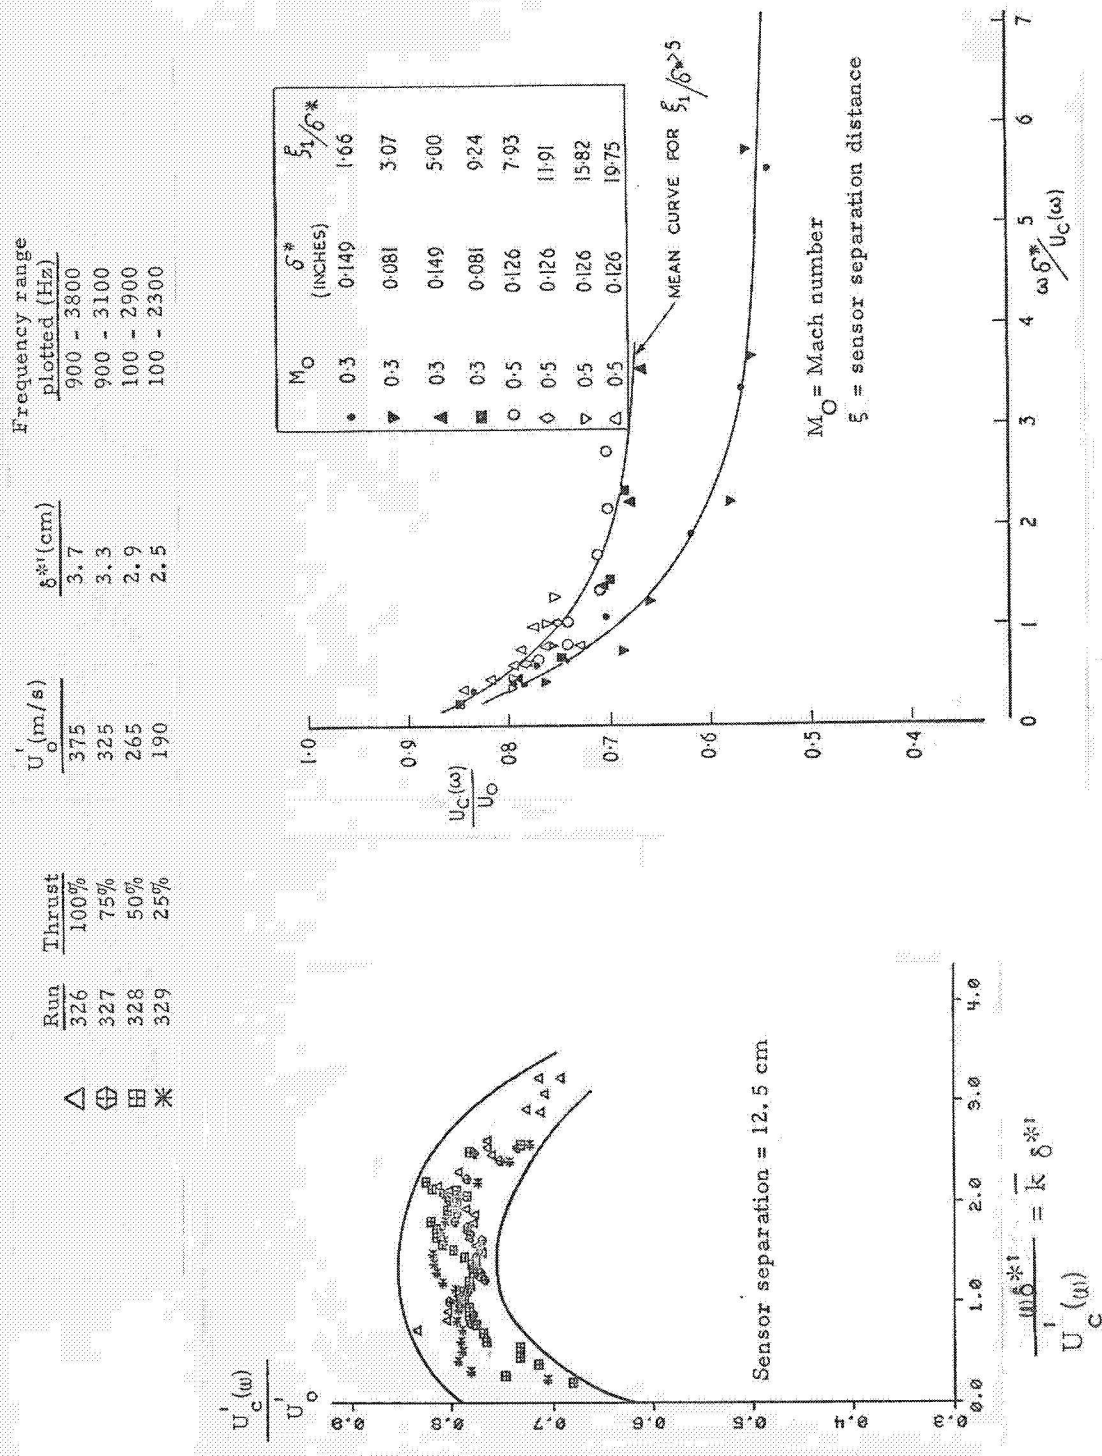 Run Thrust U'o(m/s) δ*'(cm) Frequency range plotted (Hz)
△ 326 100% 375 3.7 900 - 3800
⊕ 327 75% 325 3.3 900 - 3100
⊞ 328 50% 265 2.9 100 - 2900
✳ 329 25% 190 2.5 100 - 2300
U'c(ω)
U'o
0.9
0.8
0.7
0.6
0.5
0.4
0.3
Sensor separation = 12.5 cm
0.0 1.0 2.0 3.0 4.0
ωδ*' / U'c(ω) = k̄ δ*'
Uc(ω)
Uo
1·0
0·9
0·8
0·7
0·6
0·5
Mo δ* (INCHES) ξ1/δ*
● 0·3 0·149 1·66
▼ 0·3 0·081 3·07
▲ 0·3 0·149 5·00
■ 0·3 0·081 9·24
○ 0·5 0·126 7·93
◇ 0·5 0·126 11·91
▽ 0·5 0·126 15·82
△ 0·5 0·126 19·75
MEAN CURVE FOR ξ1/δ*>5
Mo= Mach number
ξ = sensor separation distance
0 1 2 3 4 5 6 7
ωδ*/Uc(ω)